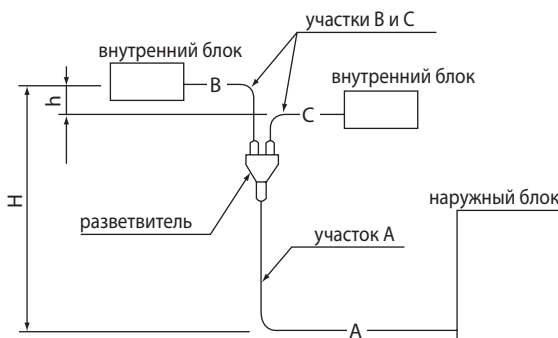 участки В и С
внутренний блок
внутренний блок
В
h
С
Н
наружный блок
разветвитель
участок А
А